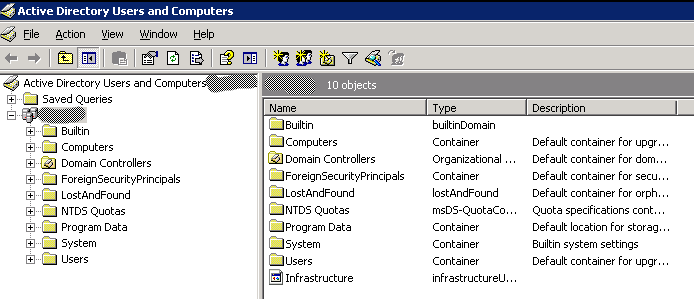 Active Directory Users and Computers
File Action View Window Help
Active Directory Users and Computers
10 objects
Saved Queries
Builtin
Computers
Domain Controllers
ForeignSecurityPrincipals
LostAndFound
NTDS Quotas
Program Data
System
Users
Name Type Description
Builtin builtinDomain
Computers Container Default container for upgr...
Domain Controllers Organizational ... Default container for dom...
ForeignSecurityPrincipals Container Default container for secu...
LostAndFound lostAndFound Default container for orph...
NTDS Quotas msDS-QuotaCo... Quota specifications cont...
Program Data Container Default location for storag...
System Container Builtin system settings
Users Container Default container for upgr...
Infrastructure infrastructureU...